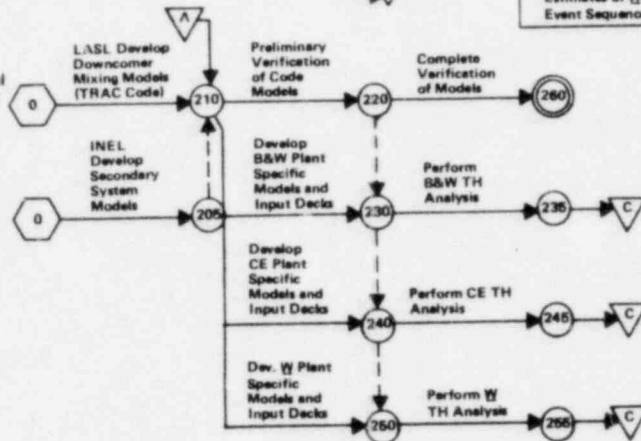 Event Sequenc
A
LASL Develop
Downcomer
Mixing Models
(TRAC Code)
Preliminary
Verification
of Code
Models
Complete
Verification
of Models
0
210
220
260
INEL
Develop
Secondary
System
Models
Develop
B&W Plant
Specific
Models and
Input Decks
Perform
B&W TH
Analysis
0
205
230
235
C
Develop
CE Plant
Specific
Models and
Input Decks
Perform CE TH
Analysis
240
245
C
Dev. W Plant
Specific
Models and
Input Decks
Perform W
TH Analysis
250
255
C